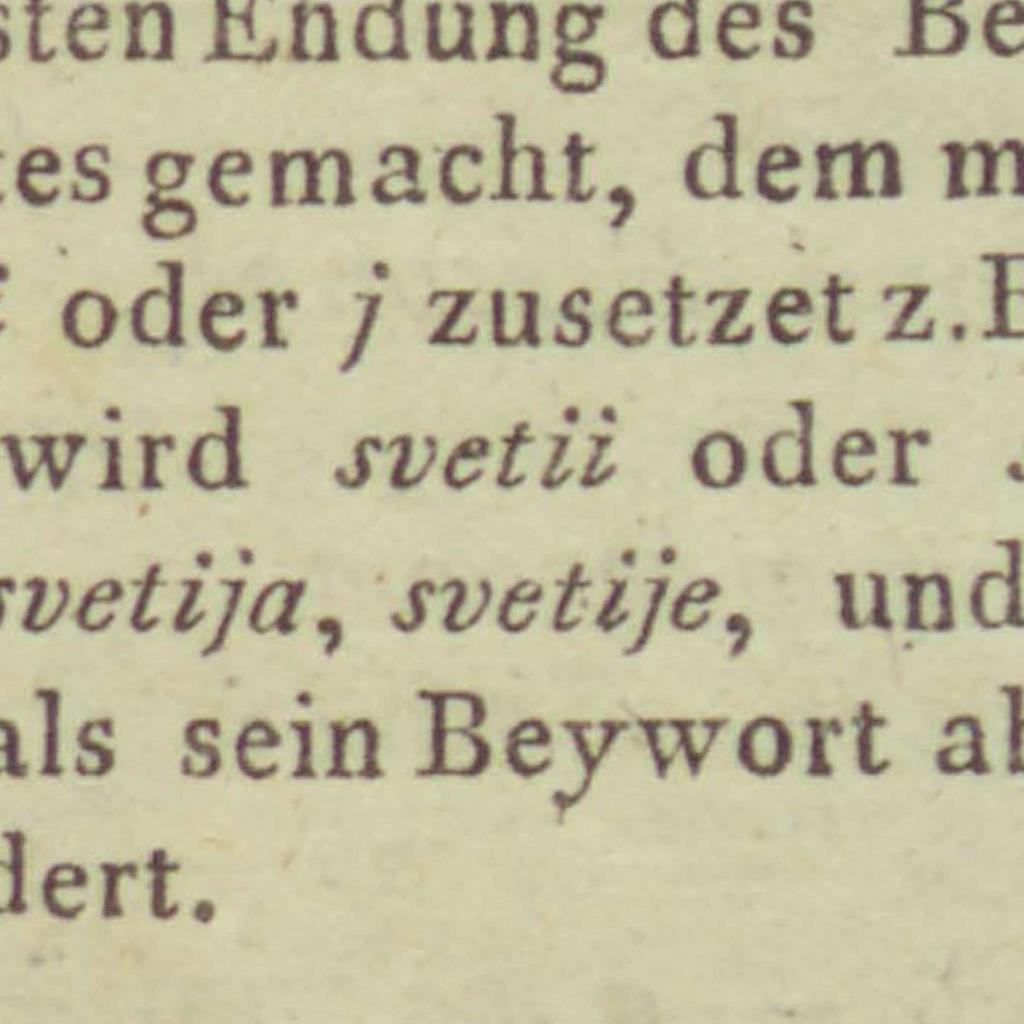 sten Endung des Be
tes gemacht, dem m
oder j zusetzet z. B
wird svetii oder
svetija, svetije, und
als sein Beywort ab
dert.